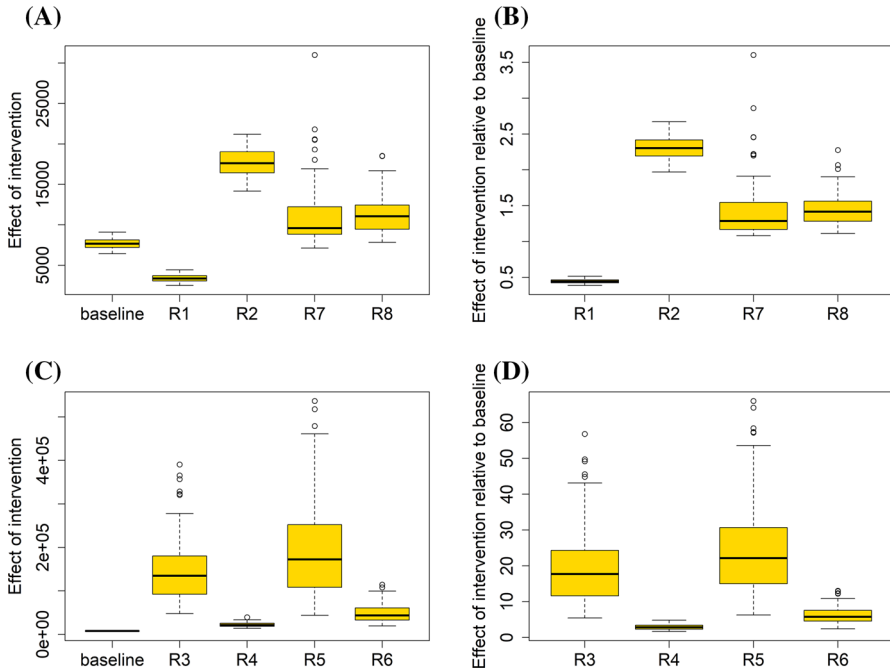 (A)
Effect of intervention
5000 15000 25000
baseline R1 R2 R7 R8
(B)
Effect of intervention relative to baseline
0.5 1.5 2.5 3.5
R1 R2 R7 R8
(C)
Effect of intervention
0e+00 2e+05 4e+05
baseline R3 R4 R5 R6
(D)
Effect of intervention relative to baseline
0 10 20 30 40 50 60
R3 R4 R5 R6